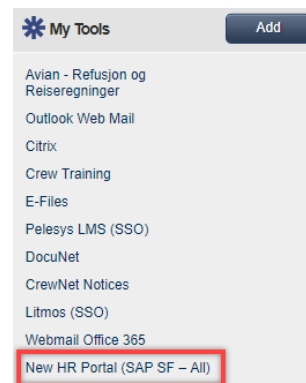 My Tools
Add
Avian - Refusjon og
Reiseregninger
Outlook Web Mail
Citrix
Crew Training
E-Files
Pelesys LMS (SSO)
DocuNet
CrewNet Notices
Litmos (SSO)
Webmail Office 365
New HR Portal (SAP SF – All)